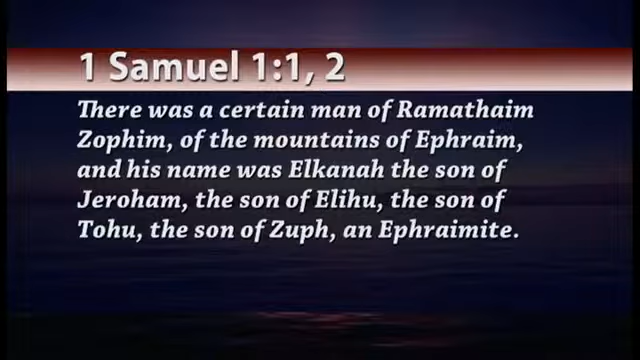 1 Samuel 1:1, 2
There was a certain man of Ramathaim
Zophim, of the mountains of Ephraim,
and his name was Elkanah the son of
Jeroham, the son of Elihu, the son of
Tohu, the son of Zuph, an Ephraimite.